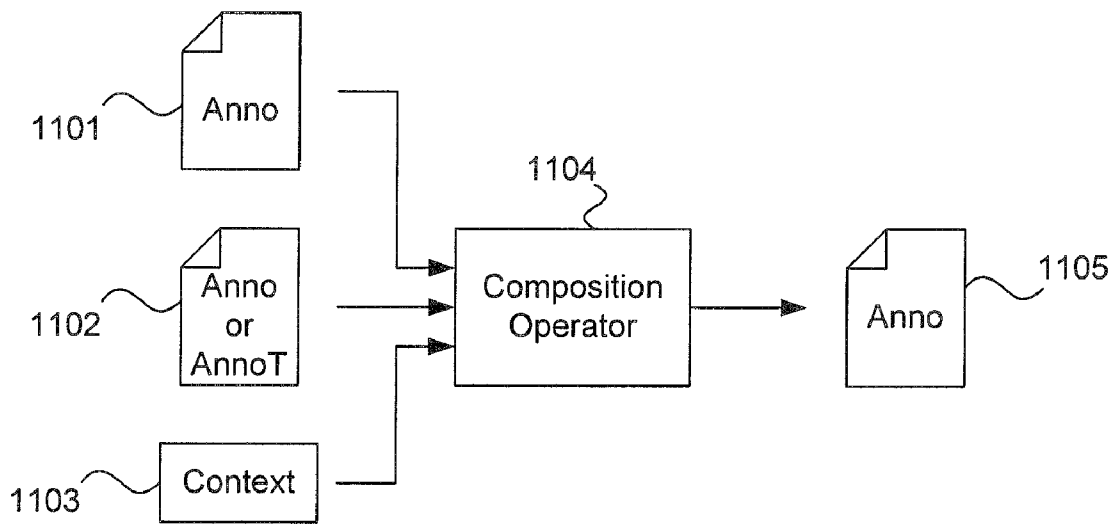 Anno
1101
1104
Anno
or
AnnoT
1102
Composition
Operator
Anno
1105
Context
1103